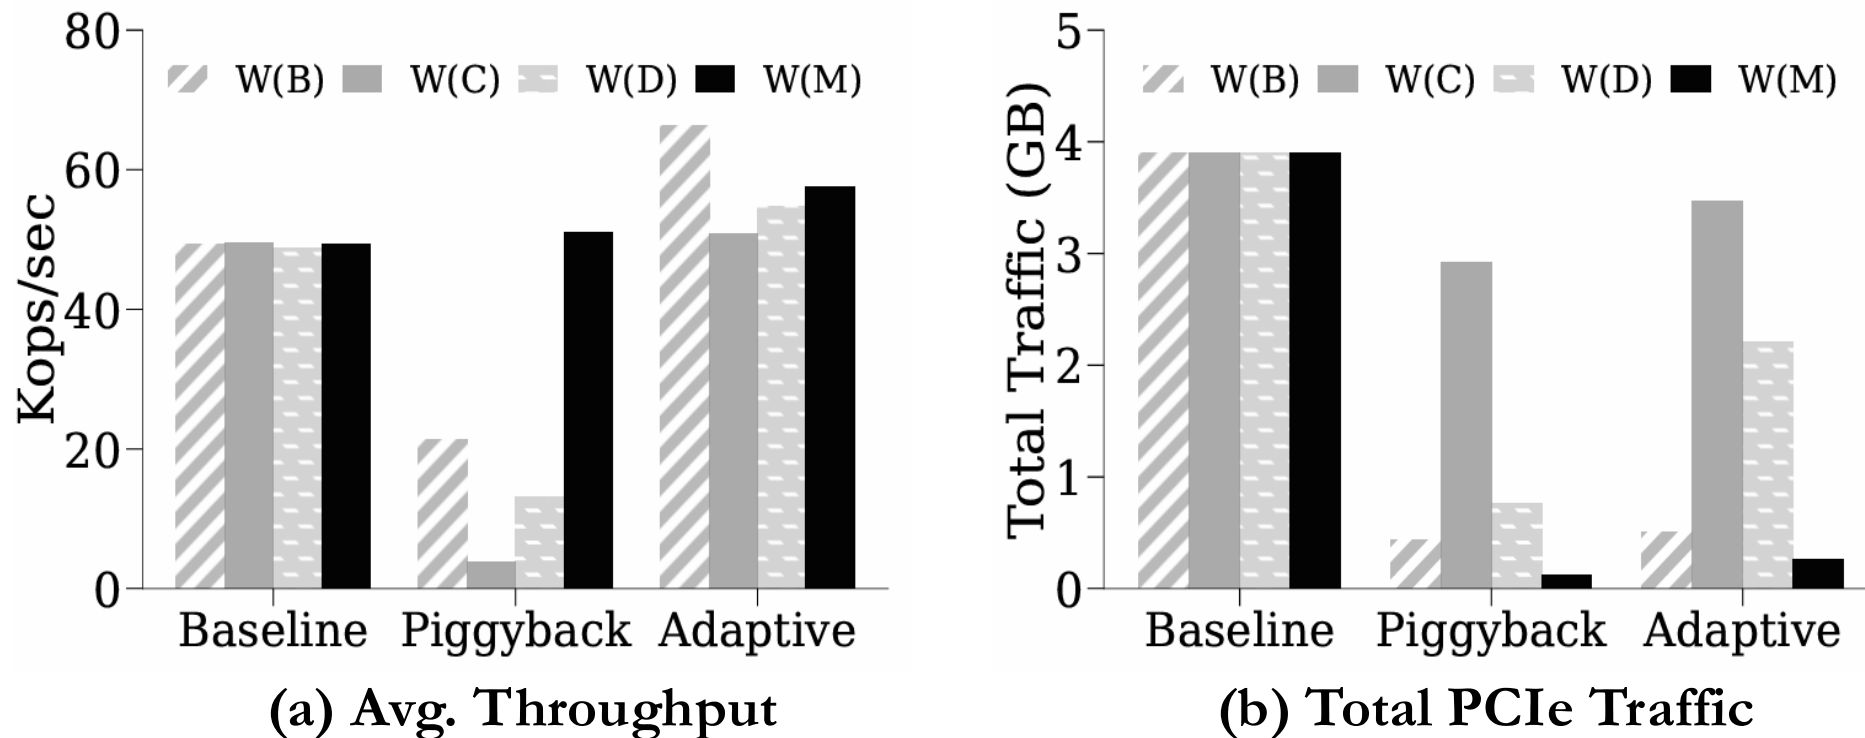 80
60
40
20
0
Kops/sec
W(B) W(C) W(D) W(M)
Baseline Piggyback Adaptive
(a) Avg. Throughput
5
4
3
2
1
0
Total Traffic (GB)
W(B) W(C) W(D) W(M)
Baseline Piggyback Adaptive
(b) Total PCIe Traffic